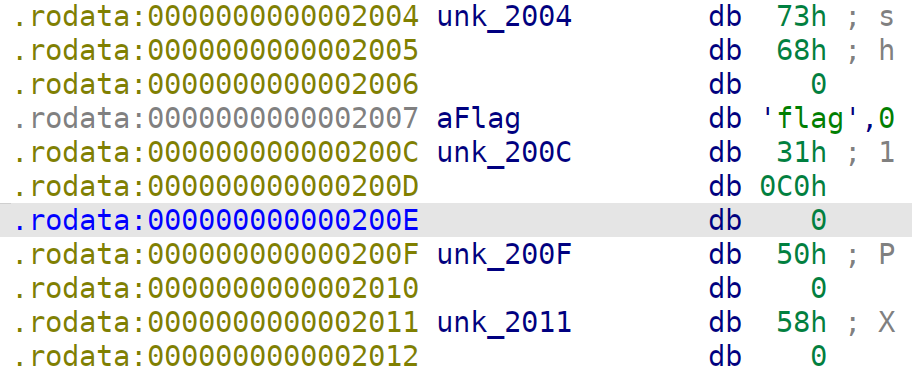 .rodata:0000000000002004 unk_2004 db 73h ; s
.rodata:0000000000002005 db 68h ; h
.rodata:0000000000002006 db 0
.rodata:0000000000002007 aFlag db 'flag',0
.rodata:000000000000200C unk_200C db 31h ; 1
.rodata:000000000000200D db 0C0h
.rodata:000000000000200E db 0
.rodata:000000000000200F unk_200F db 50h ; P
.rodata:0000000000002010 db 0
.rodata:0000000000002011 unk_2011 db 58h ; X
.rodata:0000000000002012 db 0